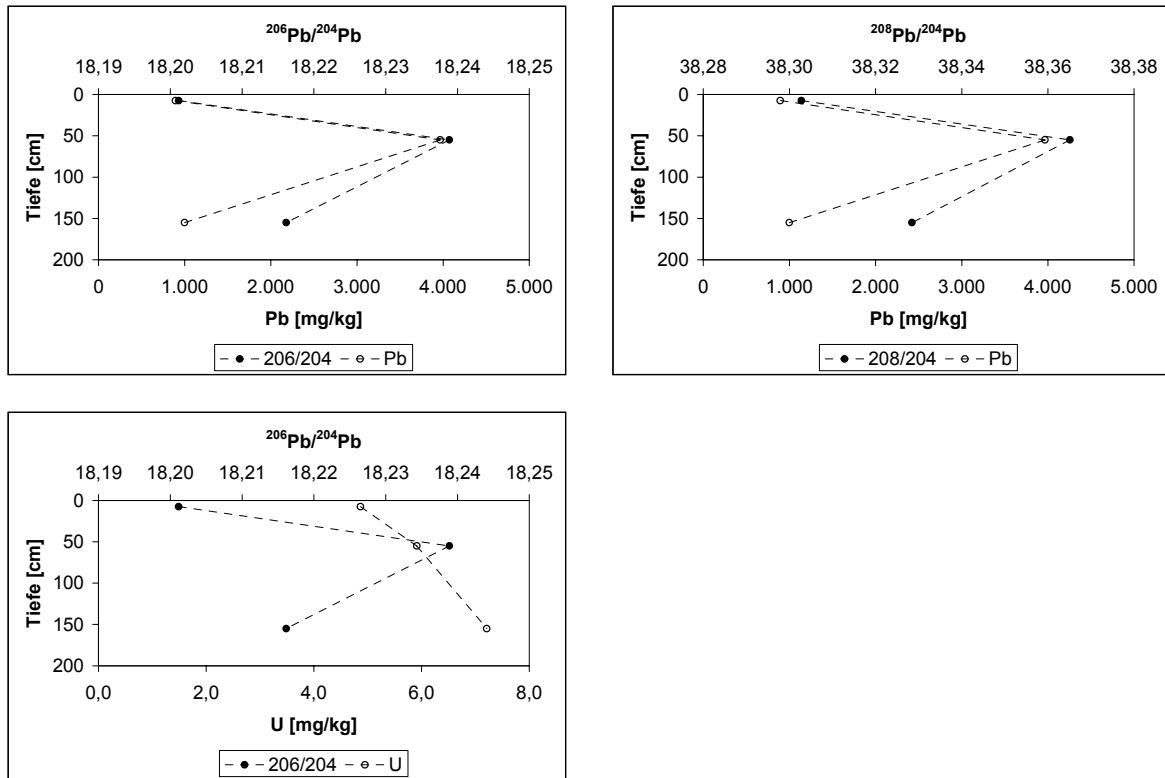 ²⁰⁶Pb/²⁰⁴Pb
18,19 18,20 18,21 18,22 18,23 18,24 18,25
0
50
100
150
200
Tiefe [cm]
0 1.000 2.000 3.000 4.000 5.000
Pb [mg/kg]
206/204 Pb
²⁰⁸Pb/²⁰⁴Pb
38,28 38,30 38,32 38,34 38,36 38,38
0
50
100
150
200
Tiefe [cm]
0 1.000 2.000 3.000 4.000 5.000
Pb [mg/kg]
208/204 Pb
²⁰⁶Pb/²⁰⁴Pb
18,19 18,20 18,21 18,22 18,23 18,24 18,25
0
50
100
150
200
Tiefe [cm]
0,0 2,0 4,0 6,0 8,0
U [mg/kg]
206/204 U